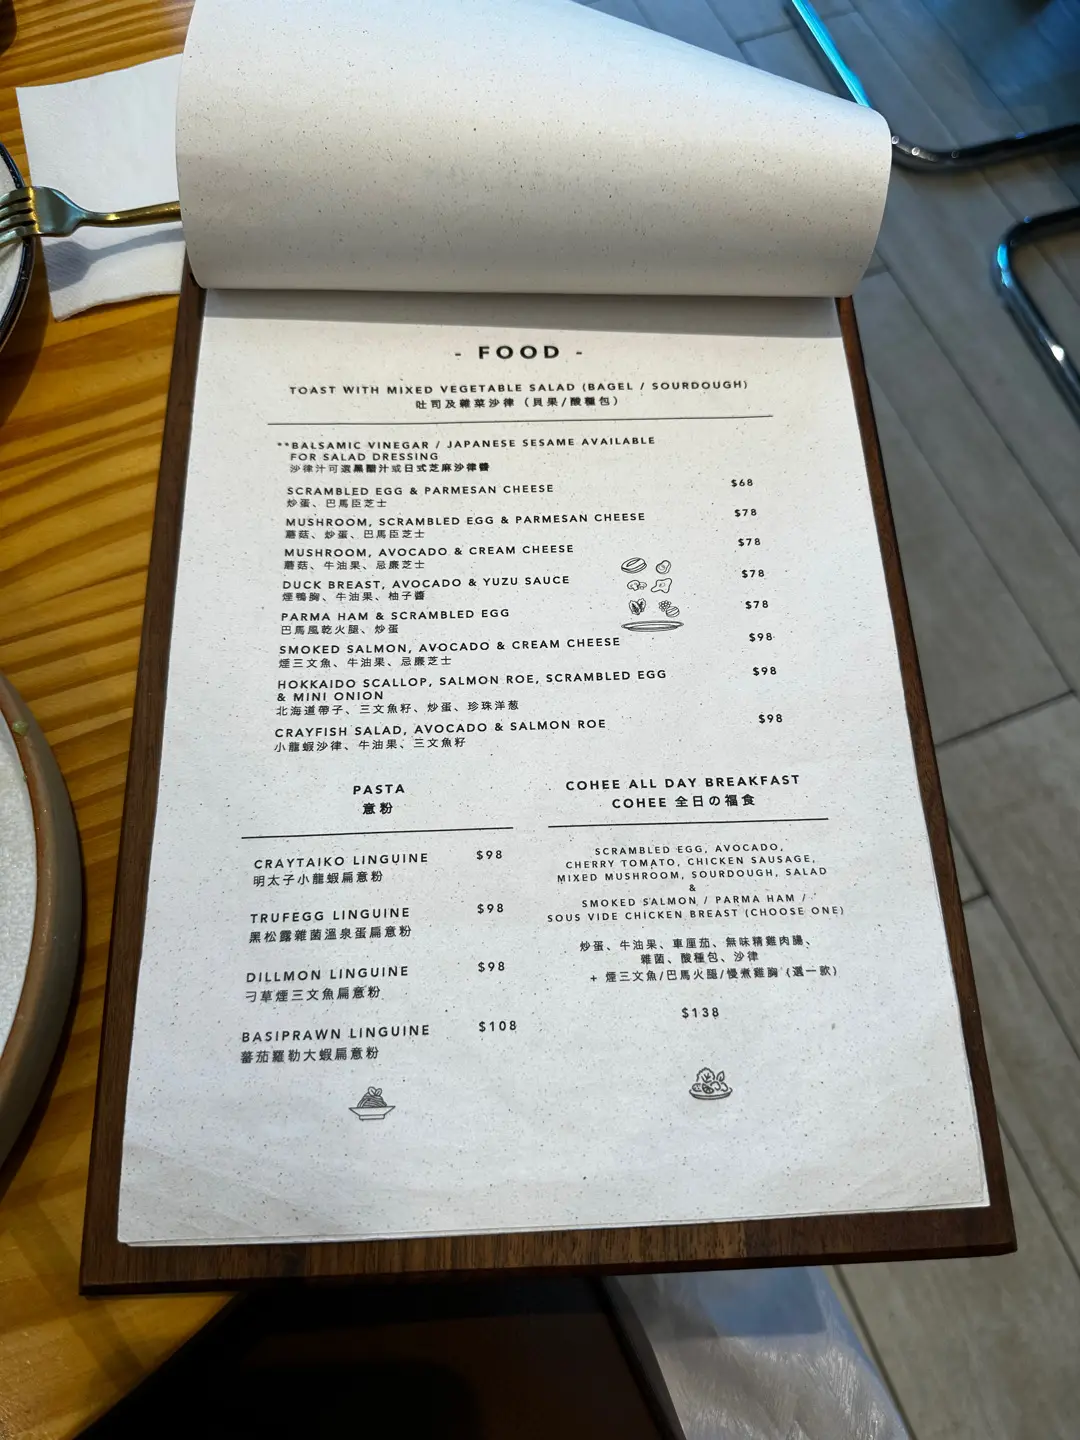 - FOOD -
TOAST WITH MIXED VEGETABLE SALAD (BAGEL / SOURDOUGH)
吐司及雜菜沙律（貝果/酸種包）
**BALSAMIC VINEGAR / JAPANESE SESAME AVAILABLE
FOR SALAD DRESSING
沙律汁可選黑醋汁或日式芝麻沙律醬
SCRAMBLED EGG & PARMESAN CHEESE $68
炒蛋、巴馬臣芝士
MUSHROOM, SCRAMBLED EGG & PARMESAN CHEESE $78
蘑菇、炒蛋、巴馬臣芝士
MUSHROOM, AVOCADO & CREAM CHEESE $78
蘑菇、牛油果、忌廉芝士
DUCK BREAST, AVOCADO & YUZU SAUCE $78
煙鴨胸、牛油果、柚子醬
PARMA HAM & SCRAMBLED EGG $78
巴馬風乾火腿、炒蛋
SMOKED SALMON, AVOCADO & CREAM CHEESE $98
煙三文魚、牛油果、忌廉芝士
HOKKAIDO SCALLOP, SALMON ROE, SCRAMBLED EGG $98
& MINI ONION
北海道帶子、三文魚籽、炒蛋、珍珠洋葱
CRAYFISH SALAD, AVOCADO & SALMON ROE $98
小龍蝦沙律、牛油果、三文魚籽
PASTA
意粉
CRAYTAIKO LINGUINE $98
明太子小龍蝦扁意粉
TRUFEGG LINGUINE $98
黑松露雜菌溫泉蛋扁意粉
DILLMON LINGUINE $98
刁草煙三文魚扁意粉
BASIPRAWN LINGUINE $108
蕃茄羅勒大蝦扁意粉
COHEE ALL DAY BREAKFAST
COHEE 全日の福食
SCRAMBLED EGG, AVOCADO,
CHERRY TOMATO, CHICKEN SAUSAGE,
MIXED MUSHROOM, SOURDOUGH, SALAD
&
SMOKED SALMON / PARMA HAM /
SOUS VIDE CHICKEN BREAST (CHOOSE ONE)
炒蛋、牛油果、車厘茄、無味精雞肉腸、
雜菌、酸種包、沙律
+ 煙三文魚/巴馬火腿/慢煮雞胸 (選一款)
$138